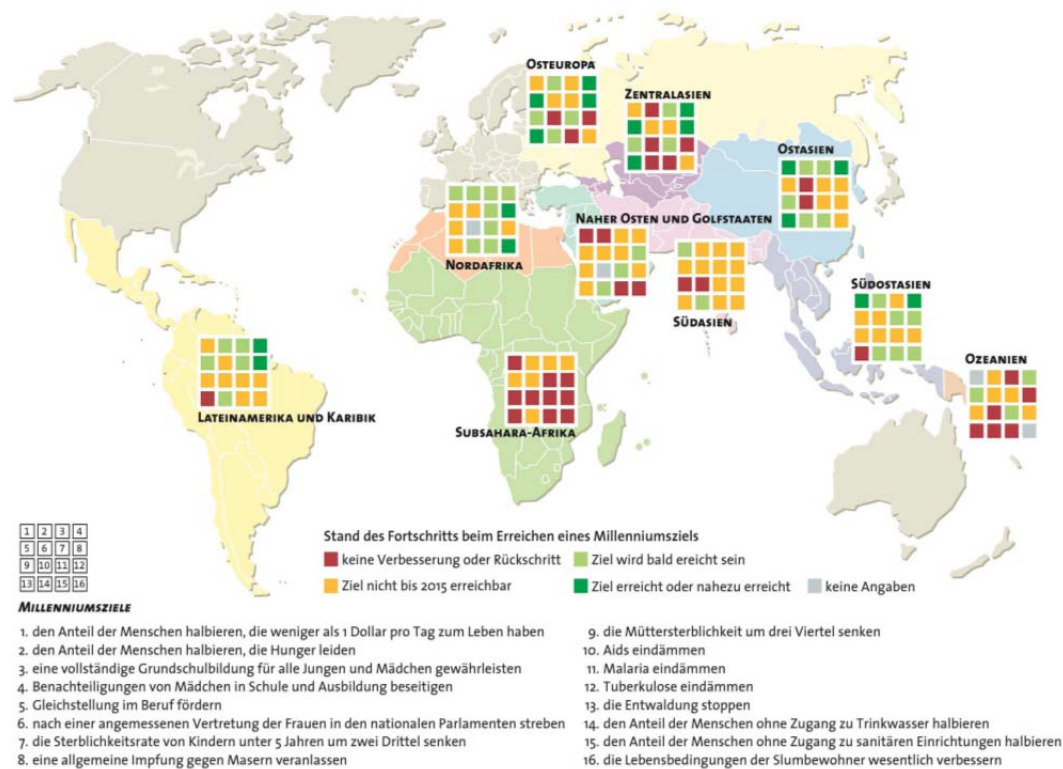 OSTEUROPA
ZENTRALASIEN
OSTASIEN
NAHER OSTEN UND GOLFSTAATEN
NORDAFRIKA
SÜDASIEN
SÜDOSTASIEN
OZEANIEN
LATEINAMERIKA UND KARIBIK
SUBSAHARA-AFRIKA
1 2 3 4
5 6 7 8
9 10 11 12
13 14 15 16
MILLENNIUMSZIELE
Stand des Fortschritts beim Erreichen eines Millenniumsziels
keine Verbesserung oder Rückschritt
Ziel wird bald ereicht sein
Ziel nicht bis 2015 erreichbar
Ziel erreicht oder nahezu erreicht
keine Angaben
1. den Anteil der Menschen halbieren, die weniger als 1 Dollar pro Tag zum Leben haben
2. den Anteil der Menschen halbieren, die Hunger leiden
3. eine vollständige Grundschulbildung für alle Jungen und Mädchen gewährleisten
4. Benachteiligungen von Mädchen in Schule und Ausbildung beseitigen
5. Gleichstellung im Beruf fördern
6. nach einer angemessenen Vertretung der Frauen in den nationalen Parlamenten streben
7. die Sterblichkeitsrate von Kindern unter 5 Jahren um zwei Drittel senken
8. eine allgemeine Impfung gegen Masern veranlassen
9. die Müttersterblichkeit um drei Viertel senken
10. Aids eindämmen
11. Malaria eindämmen
12. Tuberkulose eindämmen
13. die Entwaldung stoppen
14. den Anteil der Menschen ohne Zugang zu Trinkwasser halbieren
15. den Anteil der Menschen ohne Zugang zu sanitären Einrichtungen halbieren
16. die Lebensbedingungen der Slumbewohner wesentlich verbessern